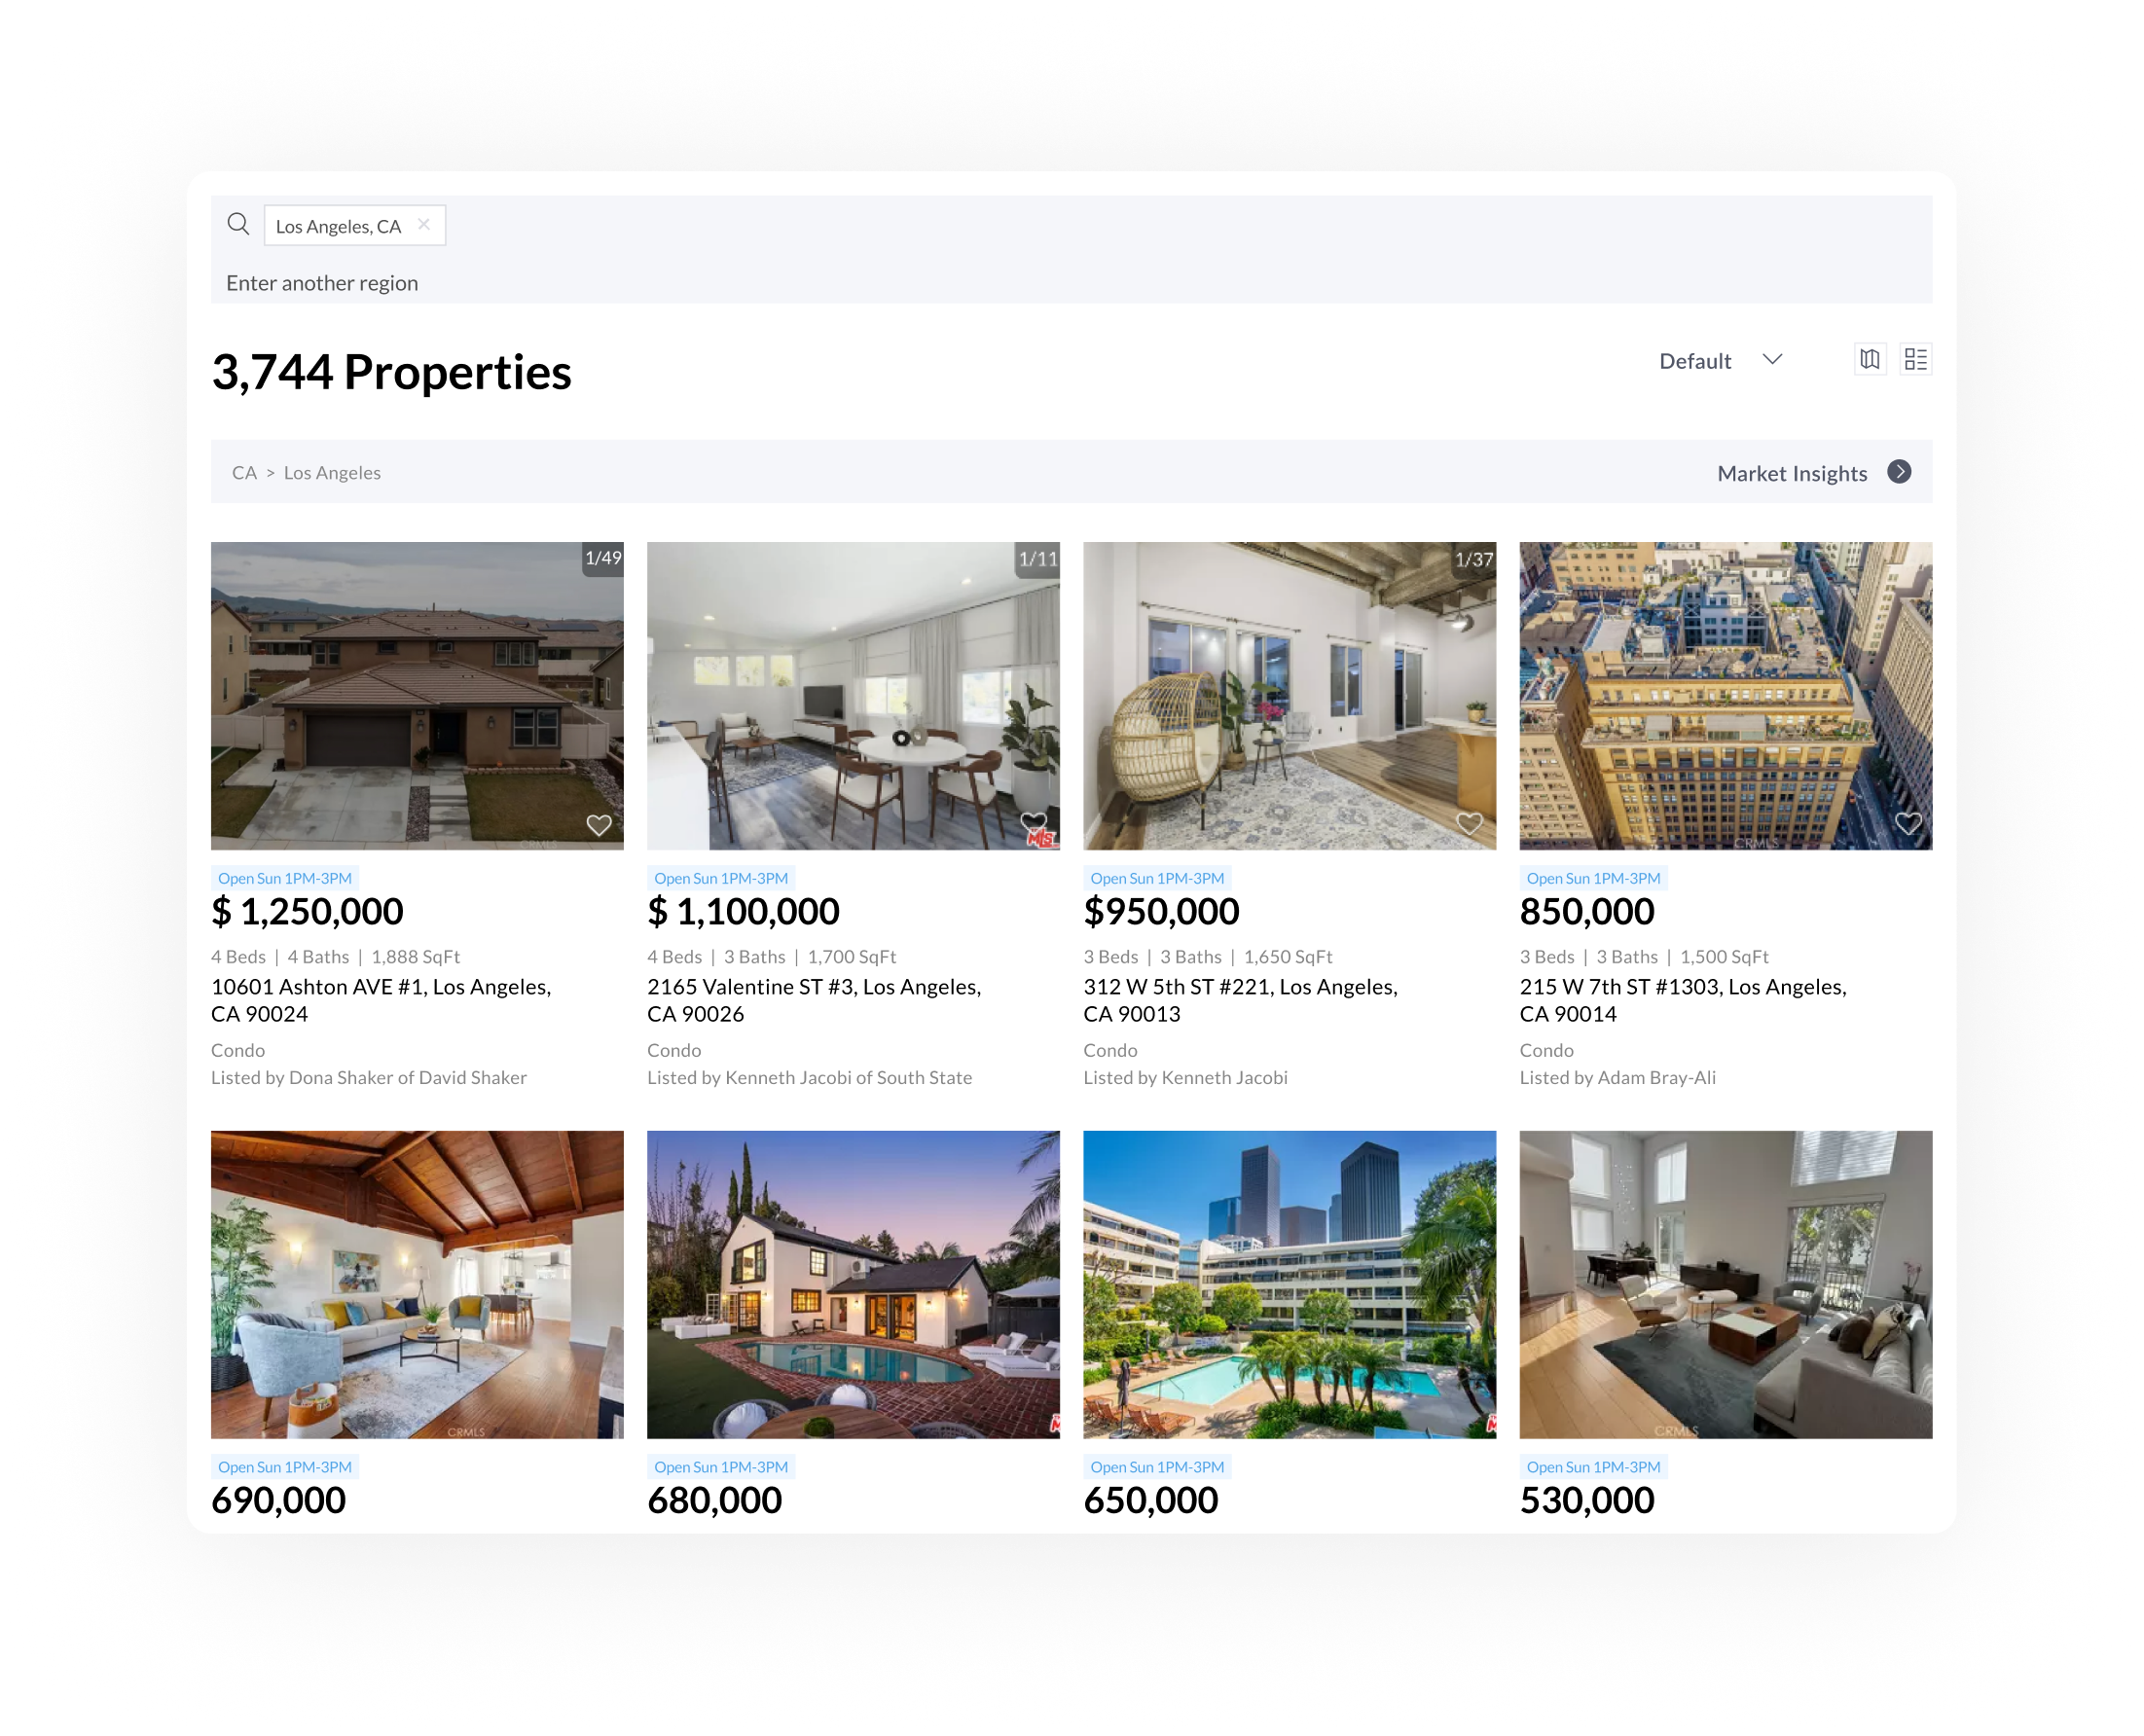 Los Angeles, CA
Enter another region
3,744 Properties
Default
CA > Los Angeles
Market Insights
1/49
1/11
1/37
CRMLS
MLS
CRMLS
Open Sun 1PM-3PM
Open Sun 1PM-3PM
Open Sun 1PM-3PM
Open Sun 1PM-3PM
$ 1,250,000
$ 1,100,000
$950,000
850,000
4 Beds | 4 Baths | 1,888 SqFt
4 Beds | 3 Baths | 1,700 SqFt
3 Beds | 3 Baths | 1,650 SqFt
3 Beds | 3 Baths | 1,500 SqFt
10601 Ashton AVE #1, Los Angeles,
CA 90024
2165 Valentine ST #3, Los Angeles,
CA 90026
312 W 5th ST #221, Los Angeles,
CA 90013
215 W 7th ST #1303, Los Angeles,
CA 90014
Condo
Condo
Condo
Condo
Listed by Dona Shaker of David Shaker
Listed by Kenneth Jacobi of South State
Listed by Kenneth Jacobi
Listed by Adam Bray-Ali
CRMLS
CRMLS
Open Sun 1PM-3PM
Open Sun 1PM-3PM
Open Sun 1PM-3PM
Open Sun 1PM-3PM
690,000
680,000
650,000
530,000